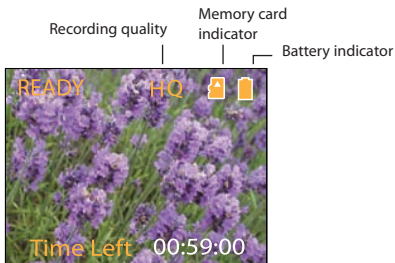 Recording quality
Memory card
indicator
Battery indicator
READY HQ
Time Left 00:59:00